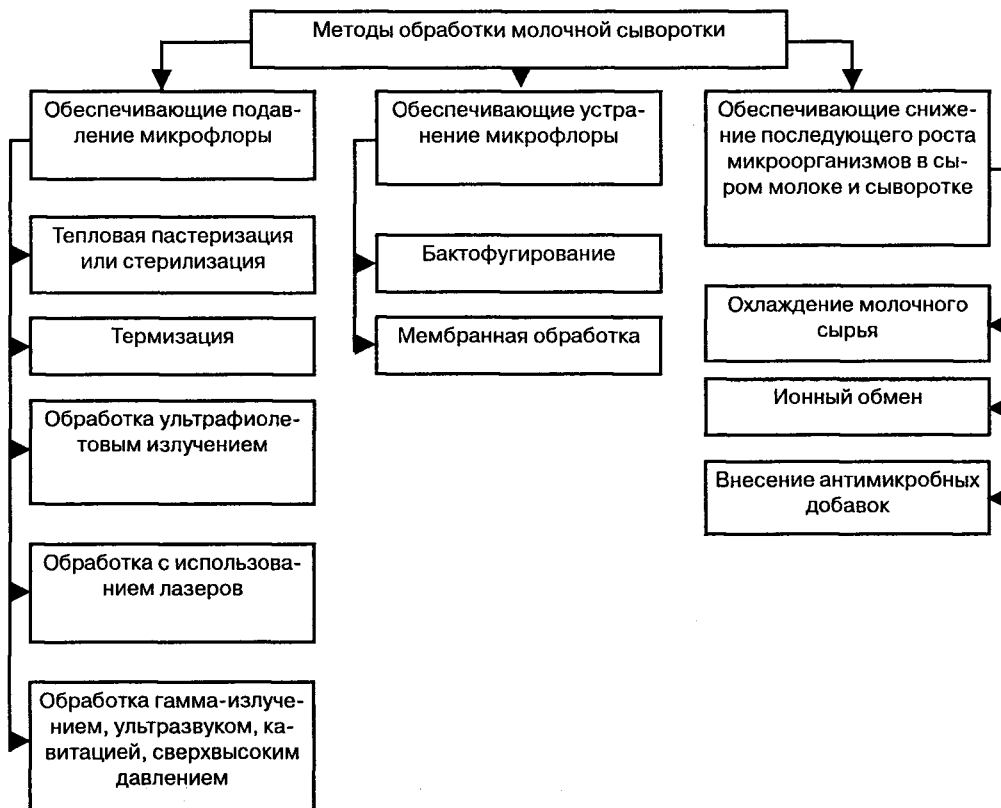 Методы обработки молочной сыворотки
Обеспечивающие подав-
ление микрофлоры
Тепловая пастеризация
или стерилизация
Термизация
Обработка ультрафиоле-
товым излучением
Обработка с использова-
нием лазеров
Обработка гамма-излуче-
нием, ультразвуком, ка-
витацией, сверхвысоким
давлением
Обеспечивающие устра-
нение микрофлоры
Бактофугирование
Мембранная обработка
Обеспечивающие сниже-
ние последующего роста
микроорганизмов в сы-
ром молоке и сыворотке
Охлаждение молочного
сырья
Ионный обмен
Внесение антимикробных
добавок